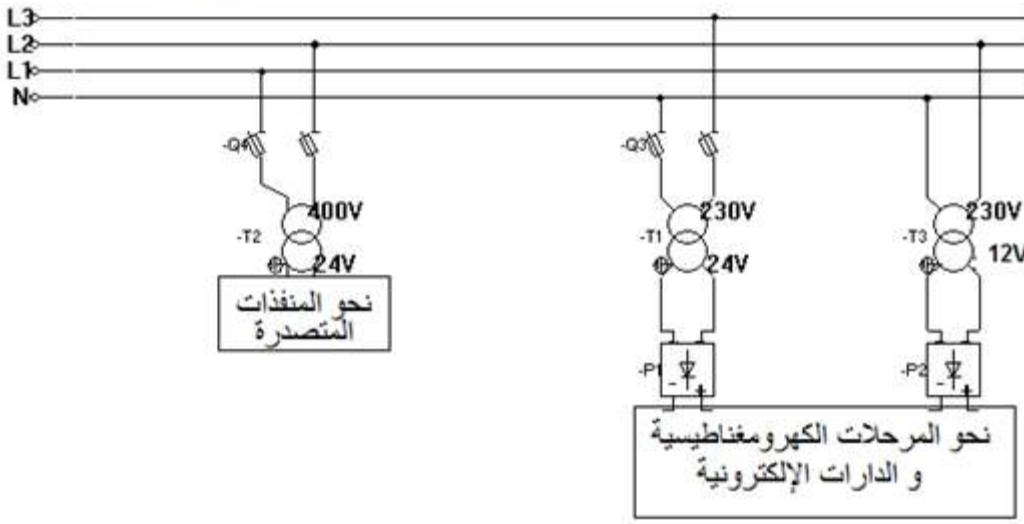 L3
L2
L1
N
-Q4
-Q3
400V
230V
230V
-T2
-T1
-T3
24V
24V
12V
نحو المنفذات
المتصدرة
-P1
-P2
- +
- +
نحو المرحلات الكهرومغناطيسية
و الدارات الإلكترونية